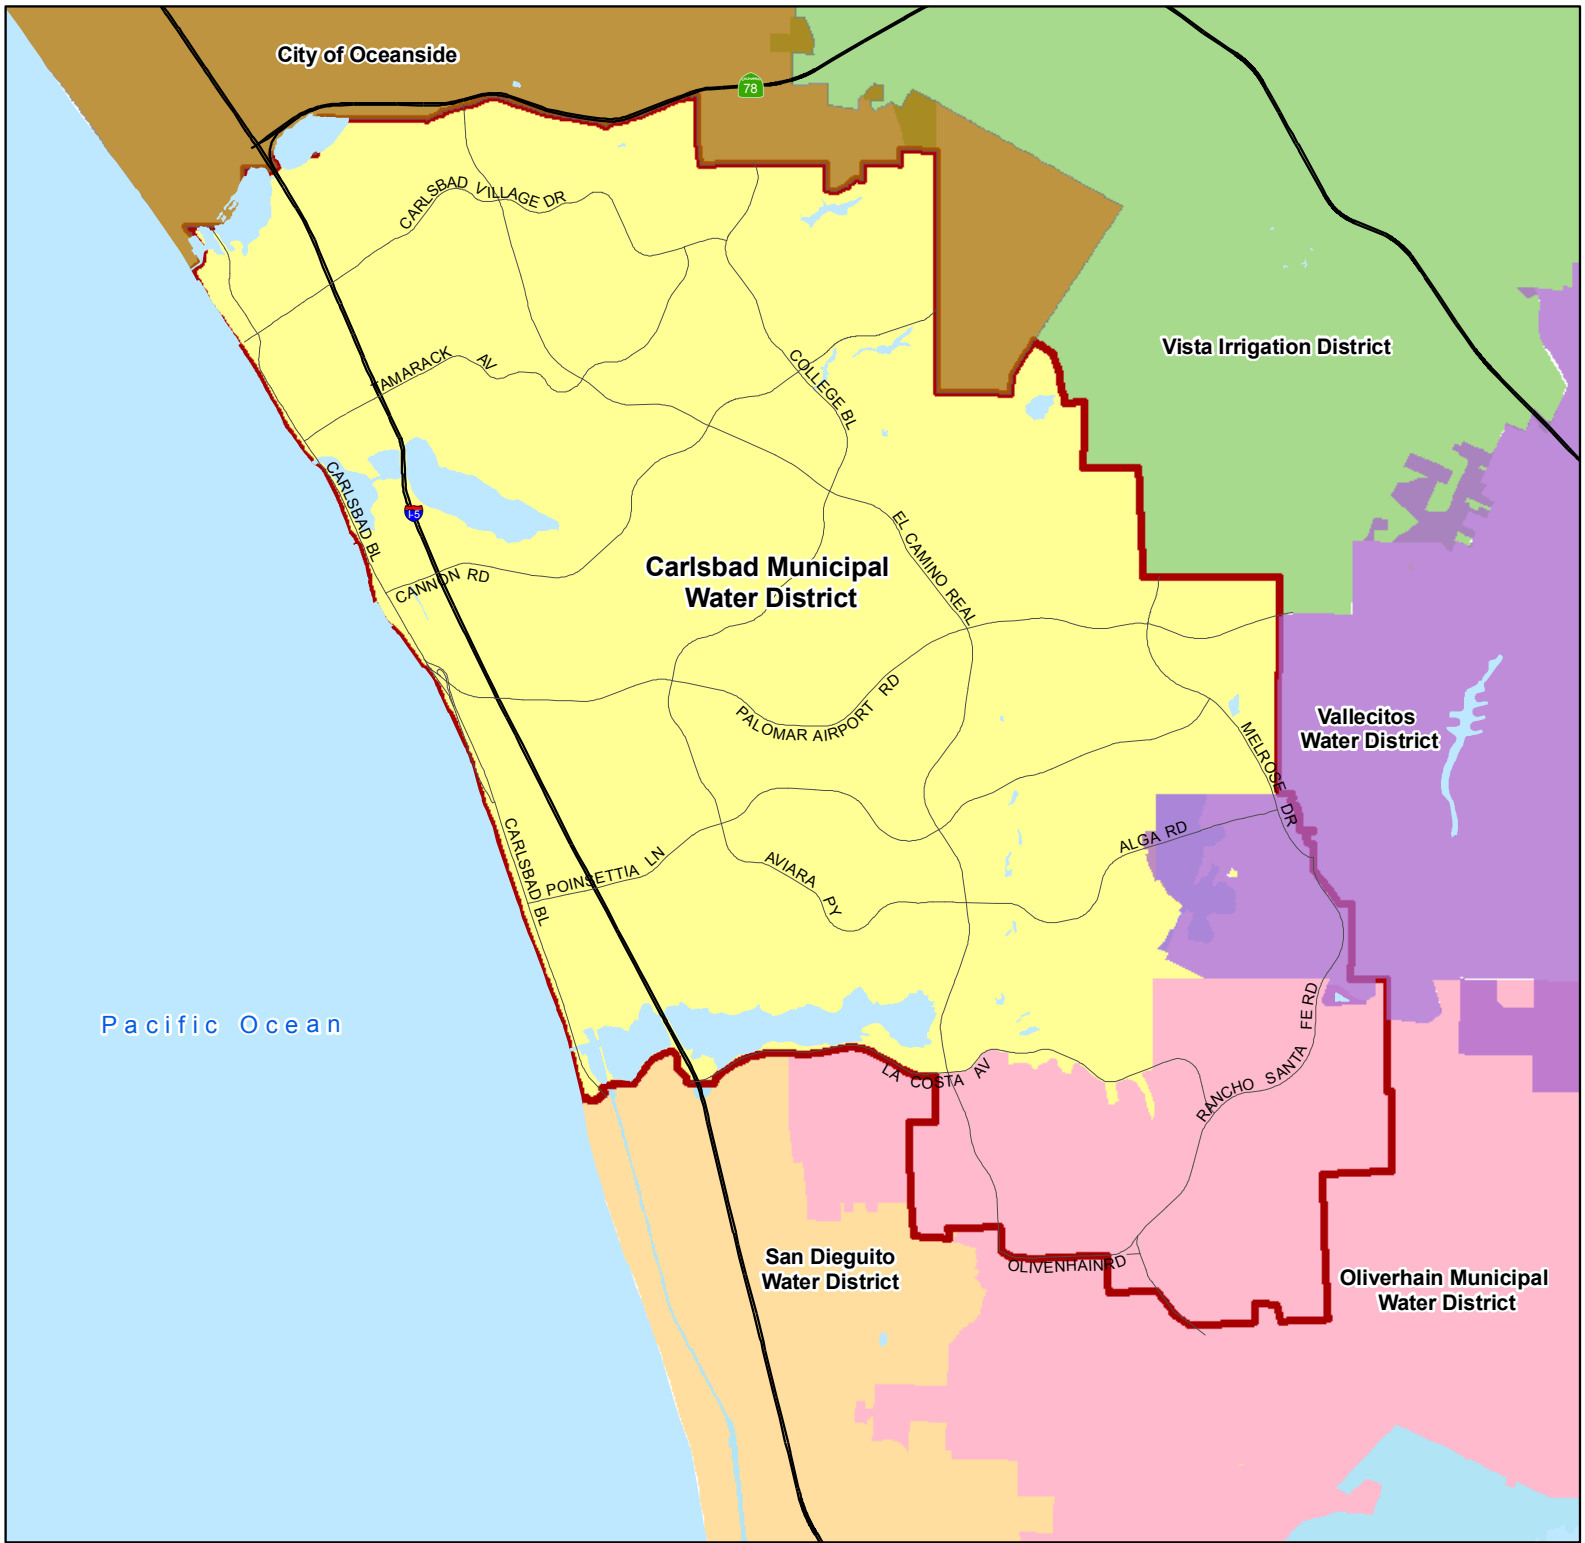 City of Oceanside
78
CARLSBAD VILLAGE DR
Vista Irrigation District
TAMARACK AV
COLLEGE BL
CARLSBAD BL
I-5
EL CAMINO REAL
Carlsbad Municipal
Water District
CANNON RD
PALOMAR AIRPORT RD
Vallecitos
Water District
MELROSE DR
CARLSBAD BL
POINSETTIA LN
AVIARA PY
ALGA RD
Pacific Ocean
LA COSTA AV
RANCHO SANTA FE RD
San Dieguito
Water District
OLIVENHAIN RD
Oliverhain Municipal
Water District